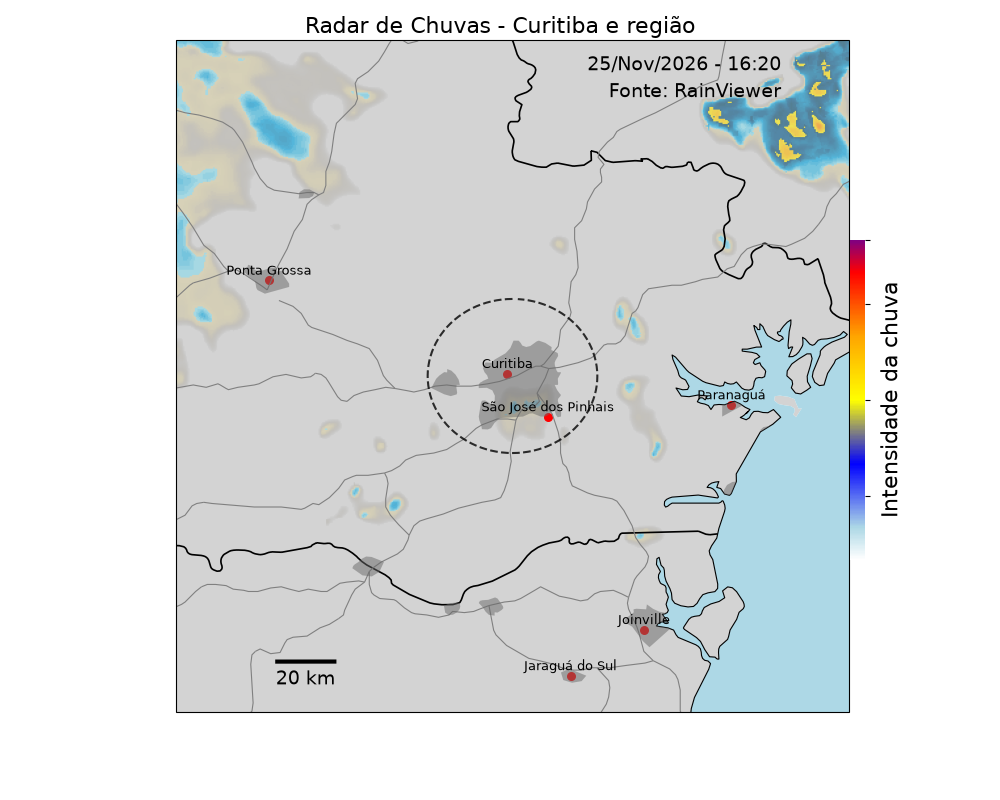 Radar de Chuvas - Curitiba e região
25/Nov/2026 - 16:20
Fonte: RainViewer
Ponta Grossa
Curitiba
Paranaguá
São José dos Pinhais
Intensidade da chuva
Joinville
Jaraguá do Sul
20 km